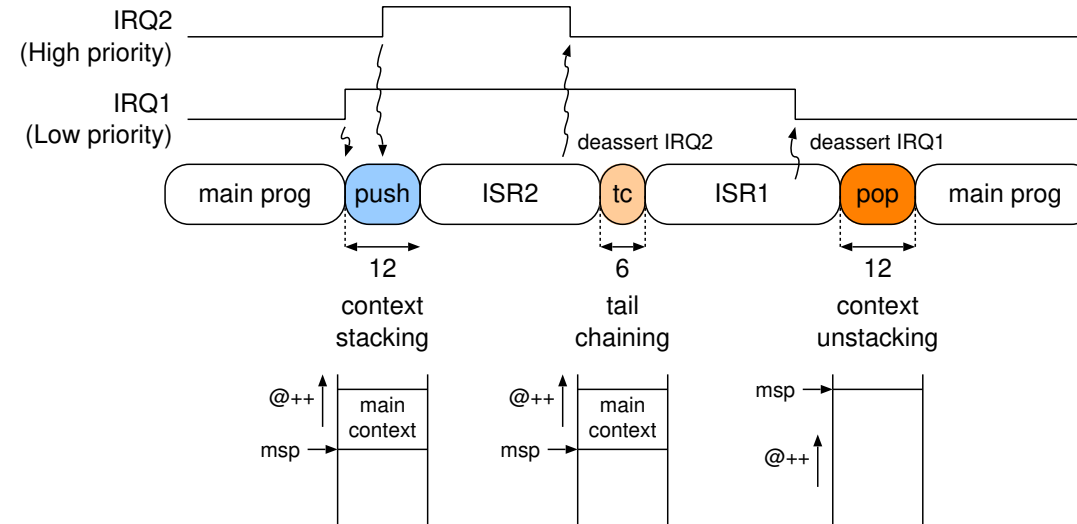 IRQ2
(High priority)
IRQ1
(Low priority)
deassert IRQ2
deassert IRQ1
main prog
push
ISR2
tc
ISR1
pop
main prog
12
6
12
context
stacking
tail
chaining
context
unstacking
@++
main
context
msp
@++
main
context
msp
msp
@++